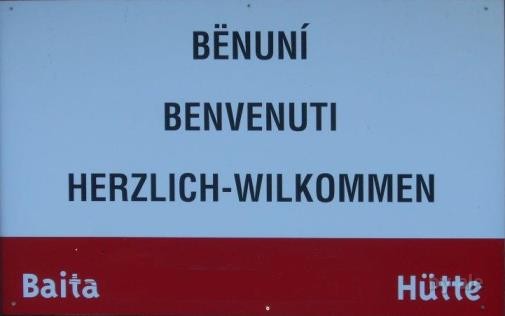 BËNUNÍ
BENVENUTI
HERZLICH-WILKOMMEN
Baita Hütte